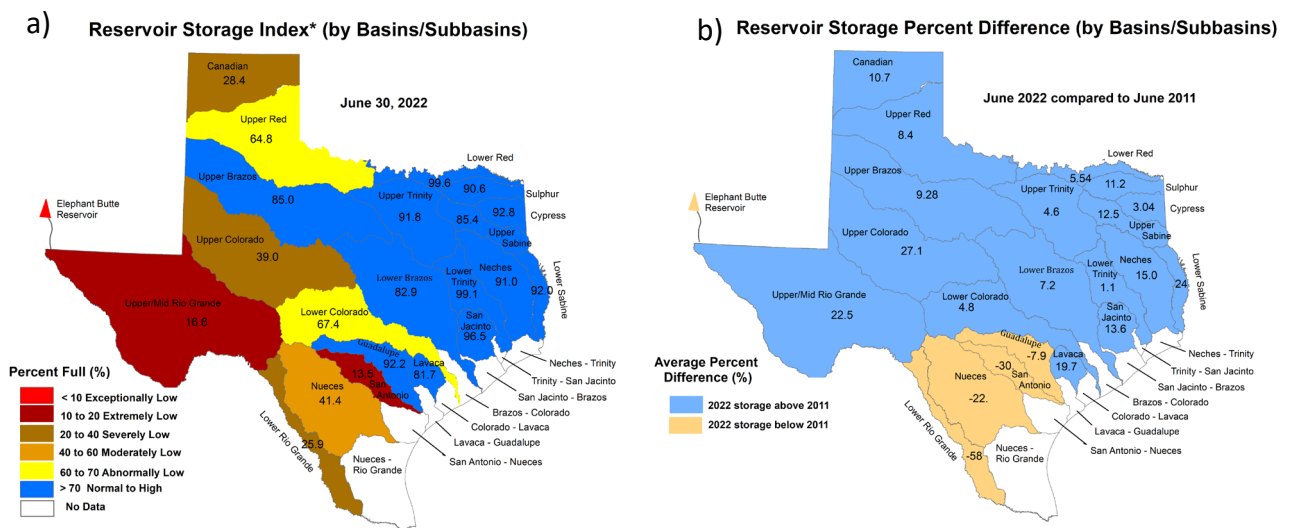 a)
Reservoir Storage Index* (by Basins/Subbasins)
June 30, 2022
Canadian
28.4
Upper Red
64.8
Lower Red
99.6
90.6
Sulphur
Upper Brazos
85.0
Upper Trinity
91.8
85.4
92.8
Cypress
Elephant Butte
Reservoir
Upper
Sabine
Upper Colorado
39.0
Lower Brazos
82.9
Lower
Trinity
99.1
Neches
91.0
92.0
Lower Sabine
Upper/Mid Rio Grande
16.6
Lower Colorado
67.4
San
Jacinto
96.5
Guadalupe
92.2
Lavaca
81.7
13.5
San
Antonio
Nueces
41.4
Neches - Trinity
Trinity - San Jacinto
San Jacinto - Brazos
Brazos - Colorado
Colorado - Lavaca
Lavaca - Guadalupe
San Antonio - Nueces
Lower Rio Grande
25.9
Nueces -
Rio Grande
Percent Full (%)
< 10 Exceptionally Low
10 to 20 Extremely Low
20 to 40 Severely Low
40 to 60 Moderately Low
60 to 70 Abnormally Low
> 70 Normal to High
No Data
b)
Reservoir Storage Percent Difference (by Basins/Subbasins)
June 2022 compared to June 2011
Canadian
10.7
Upper Red
8.4
Lower Red
5.54
11.2
Sulphur
Upper Brazos
9.28
Upper Trinity
4.6
12.5
3.04
Cypress
Elephant Butte
Reservoir
Upper
Sabine
Upper Colorado
27.1
Lower Brazos
7.2
Lower
Trinity
1.1
Neches
15.0
24
Lower Sabine
Upper/Mid Rio Grande
22.5
Lower Colorado
4.8
San
Jacinto
13.6
Guadalupe
-7.9
Lavaca
19.7
-30
San
Antonio
Nueces
-22.
Neches - Trinity
Trinity - San Jacinto
San Jacinto - Brazos
Brazos - Colorado
Colorado - Lavaca
Lavaca - Guadalupe
San Antonio - Nueces
Lower Rio Grande
-58
Nueces -
Rio Grande
Average Percent
Difference (%)
2022 storage above 2011
2022 storage below 2011